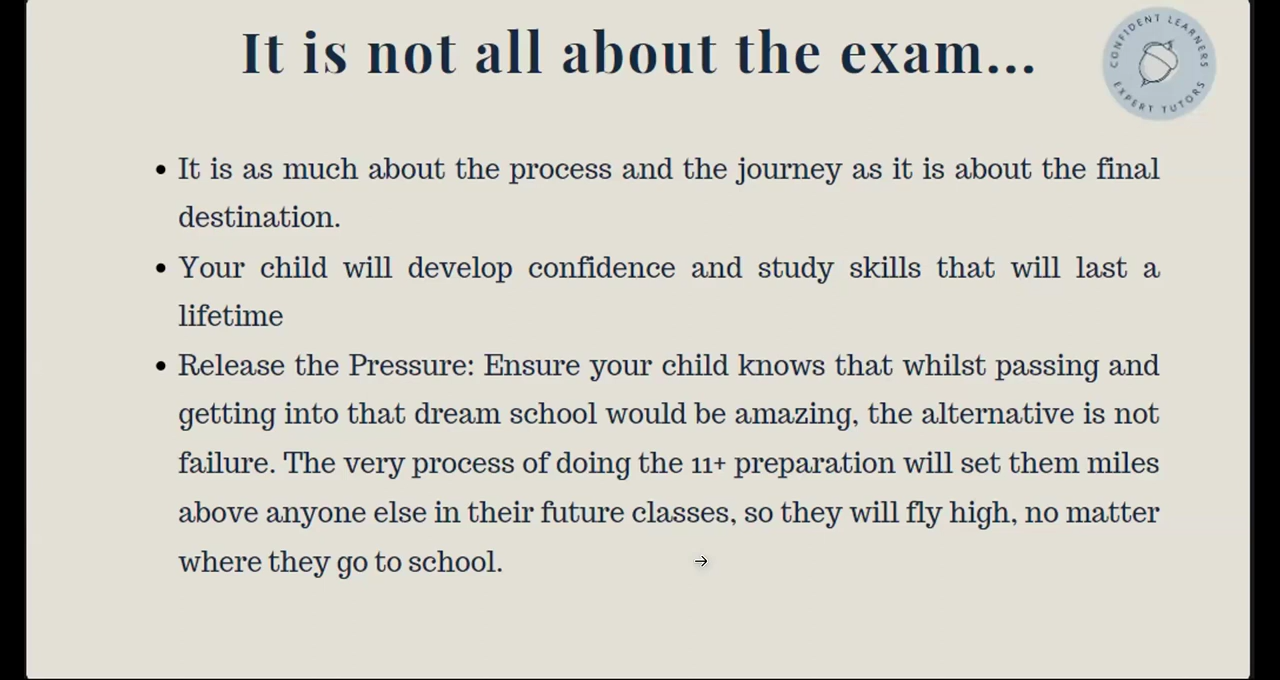 It is not all about the exam...
CONFIDENT LEARNERS
EXPERT TUTORS
• It is as much about the process and the journey as it is about the final
destination.
• Your child will develop confidence and study skills that will last a
lifetime
• Release the Pressure: Ensure your child knows that whilst passing and
getting into that dream school would be amazing, the alternative is not
failure. The very process of doing the 11+ preparation will set them miles
above anyone else in their future classes, so they will fly high, no matter
where they go to school.